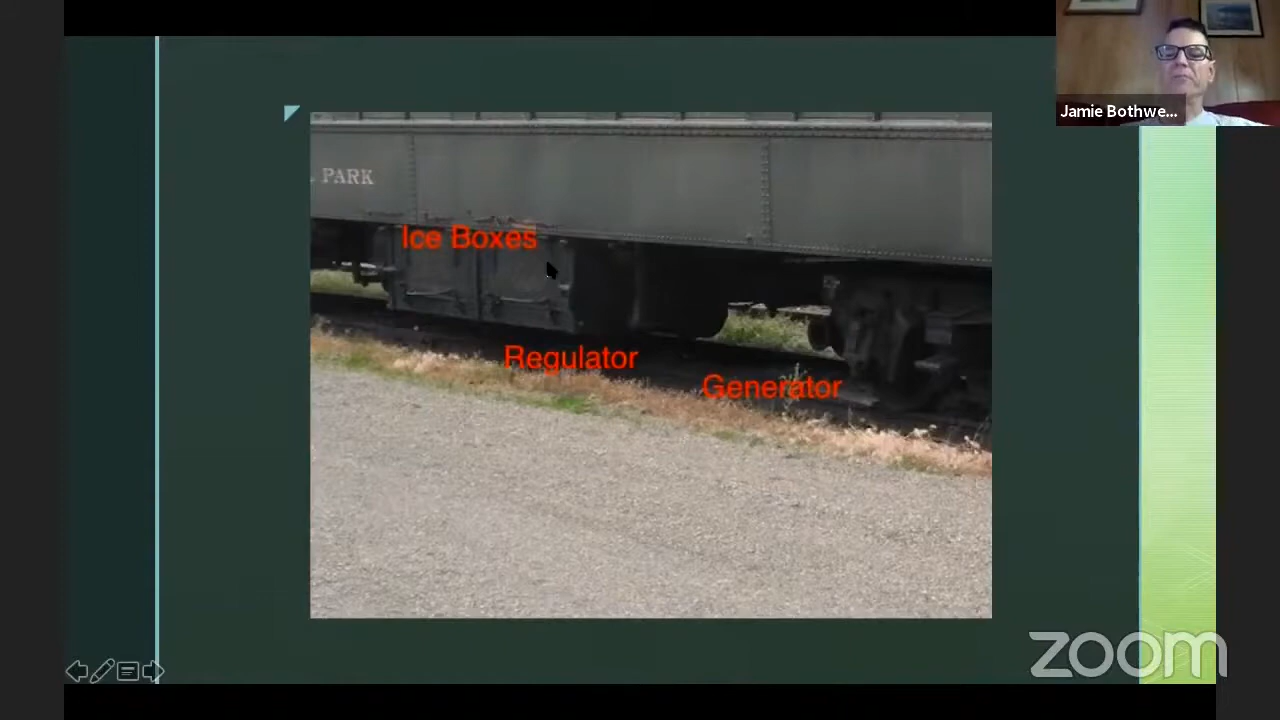 Jamie Bothwe...
PARK
Ice Boxes
Regulator
Generator
zoom